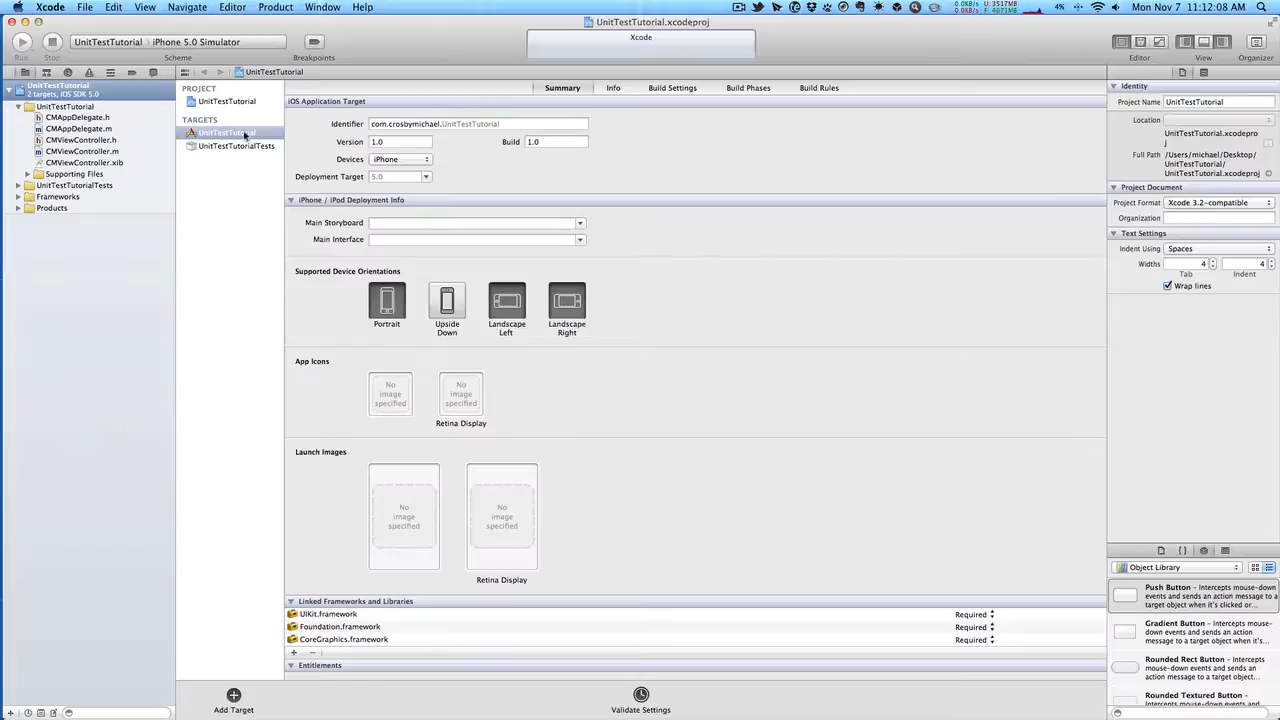 Xcode File Edit View Navigate Editor Product Window Help
0.0KB/s U: 3517MB
0.0KB/s F: 4671MB
Mon Nov 7 11:12:08 AM
UnitTestTutorial.xcodeproj
UnitTestTutorial iPhone 5.0 Simulator
Xcode
Run Stop Scheme Breakpoints Editor View Organizer
UnitTestTutorial
2 targets, iOS SDK 5.0
UnitTestTutorial
CMAppDelegate.h
CMAppDelegate.m
CMViewController.h
CMViewController.m
CMViewController.xib
Supporting Files
UnitTestTutorialTests
Frameworks
Products
UnitTestTutorial
PROJECT
UnitTestTutorial
TARGETS
UnitTestTutorial
UnitTestTutorialTests
Summary Info Build Settings Build Phases Build Rules
iOS Application Target
Identifier com.crosbymichael.UnitTestTutorial
Version 1.0 Build 1.0
Devices iPhone
Deployment Target 5.0
iPhone / iPod Deployment Info
Main Storyboard
Main Interface
Supported Device Orientations
Portrait
Upside Down
Landscape Left
Landscape Right
App Icons
No image specified
No image specified
Retina Display
Launch Images
No image specified
No image specified
Retina Display
Linked Frameworks and Libraries
UIKit.framework Required
Foundation.framework Required
CoreGraphics.framework Required
Entitlements
Add Target
Validate Settings
Identity
Project Name UnitTestTutorial
Location
UnitTestTutorial.xcodepro
j
Full Path /Users/michael/Desktop/
UnitTestTutorial/
UnitTestTutorial.xcodeproj
Project Document
Project Format Xcode 3.2-compatible
Organization
Text Settings
Indent Using Spaces
Widths 4 4
Tab Indent
Wrap lines
Object Library
Push Button – Intercepts mouse-down
events and sends an action message to a
target object when it's clicked or...
Gradient Button – Intercepts mouse-
down events and sends an action
message to a target object when it's...
Rounded Rect Button – Intercepts
mouse-down events and sends an
action message to a target object...
Rounded Textured Button –